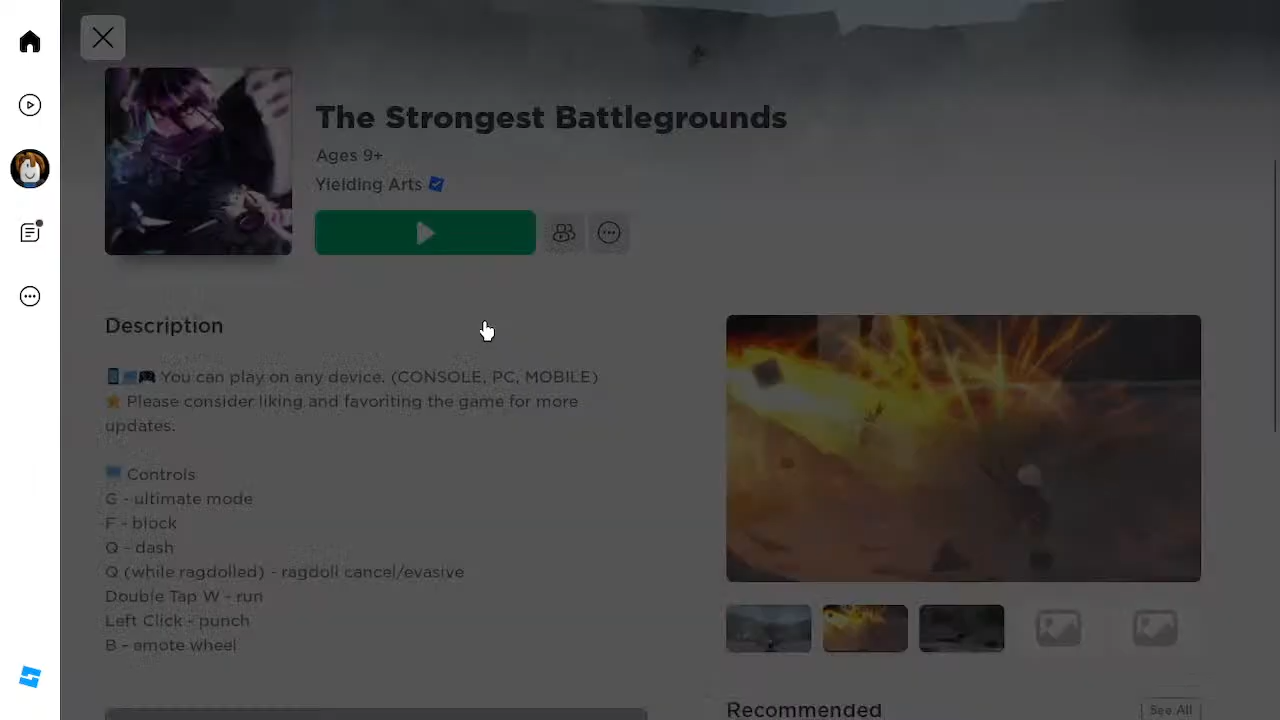 The Strongest Battlegrounds
Ages 9+
Yielding Arts
Description
You can play on any device. (CONSOLE, PC, MOBILE)
Please consider liking and favoriting the game for more
updates.
Controls
G - ultimate mode
F - block
Q - dash
Q (while ragdolled) - ragdoll cancel/evasive
Double Tap W - run
Left Click - punch
B - emote wheel
Recommended
See All